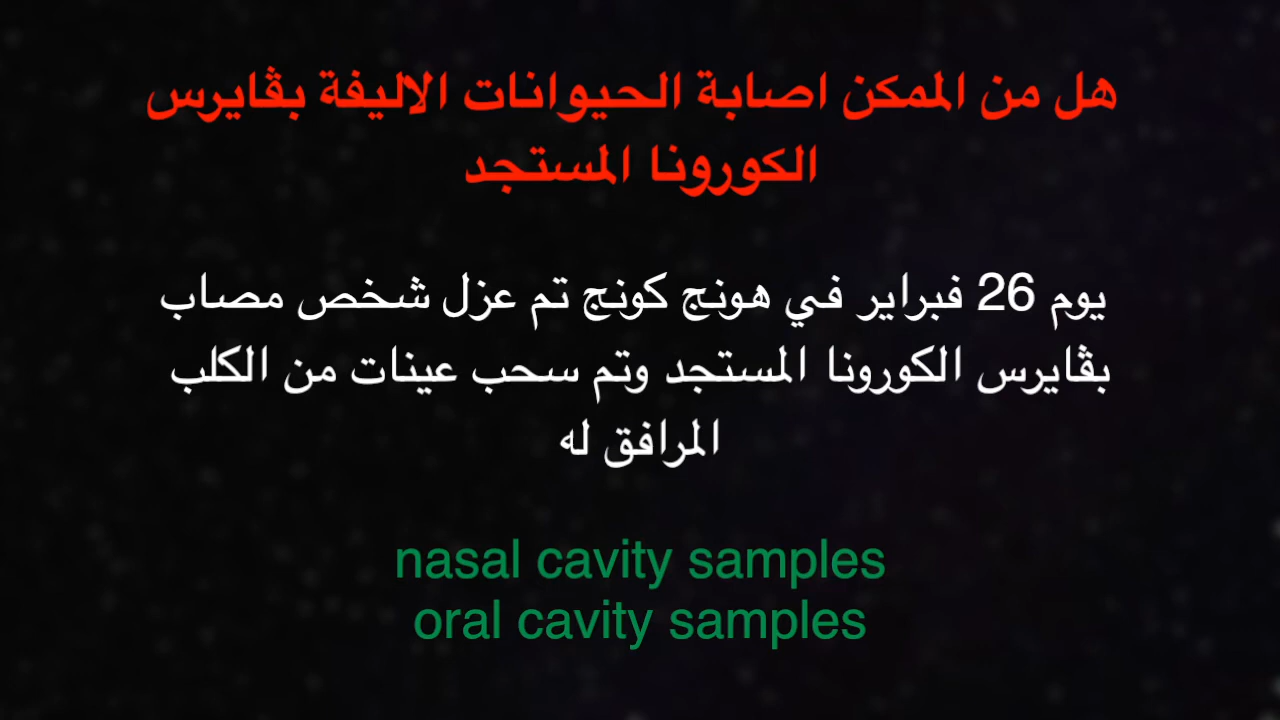 هل من الممكن اصابة الحيوانات الاليفة بڤايرس
الكورونا المستجد
يوم 26 فبراير في هونج كونج تم عزل شخص مصاب
بڤايرس الكورونا المستجد وتم سحب عينات من الكلب
المرافق له
nasal cavity samples
oral cavity samples